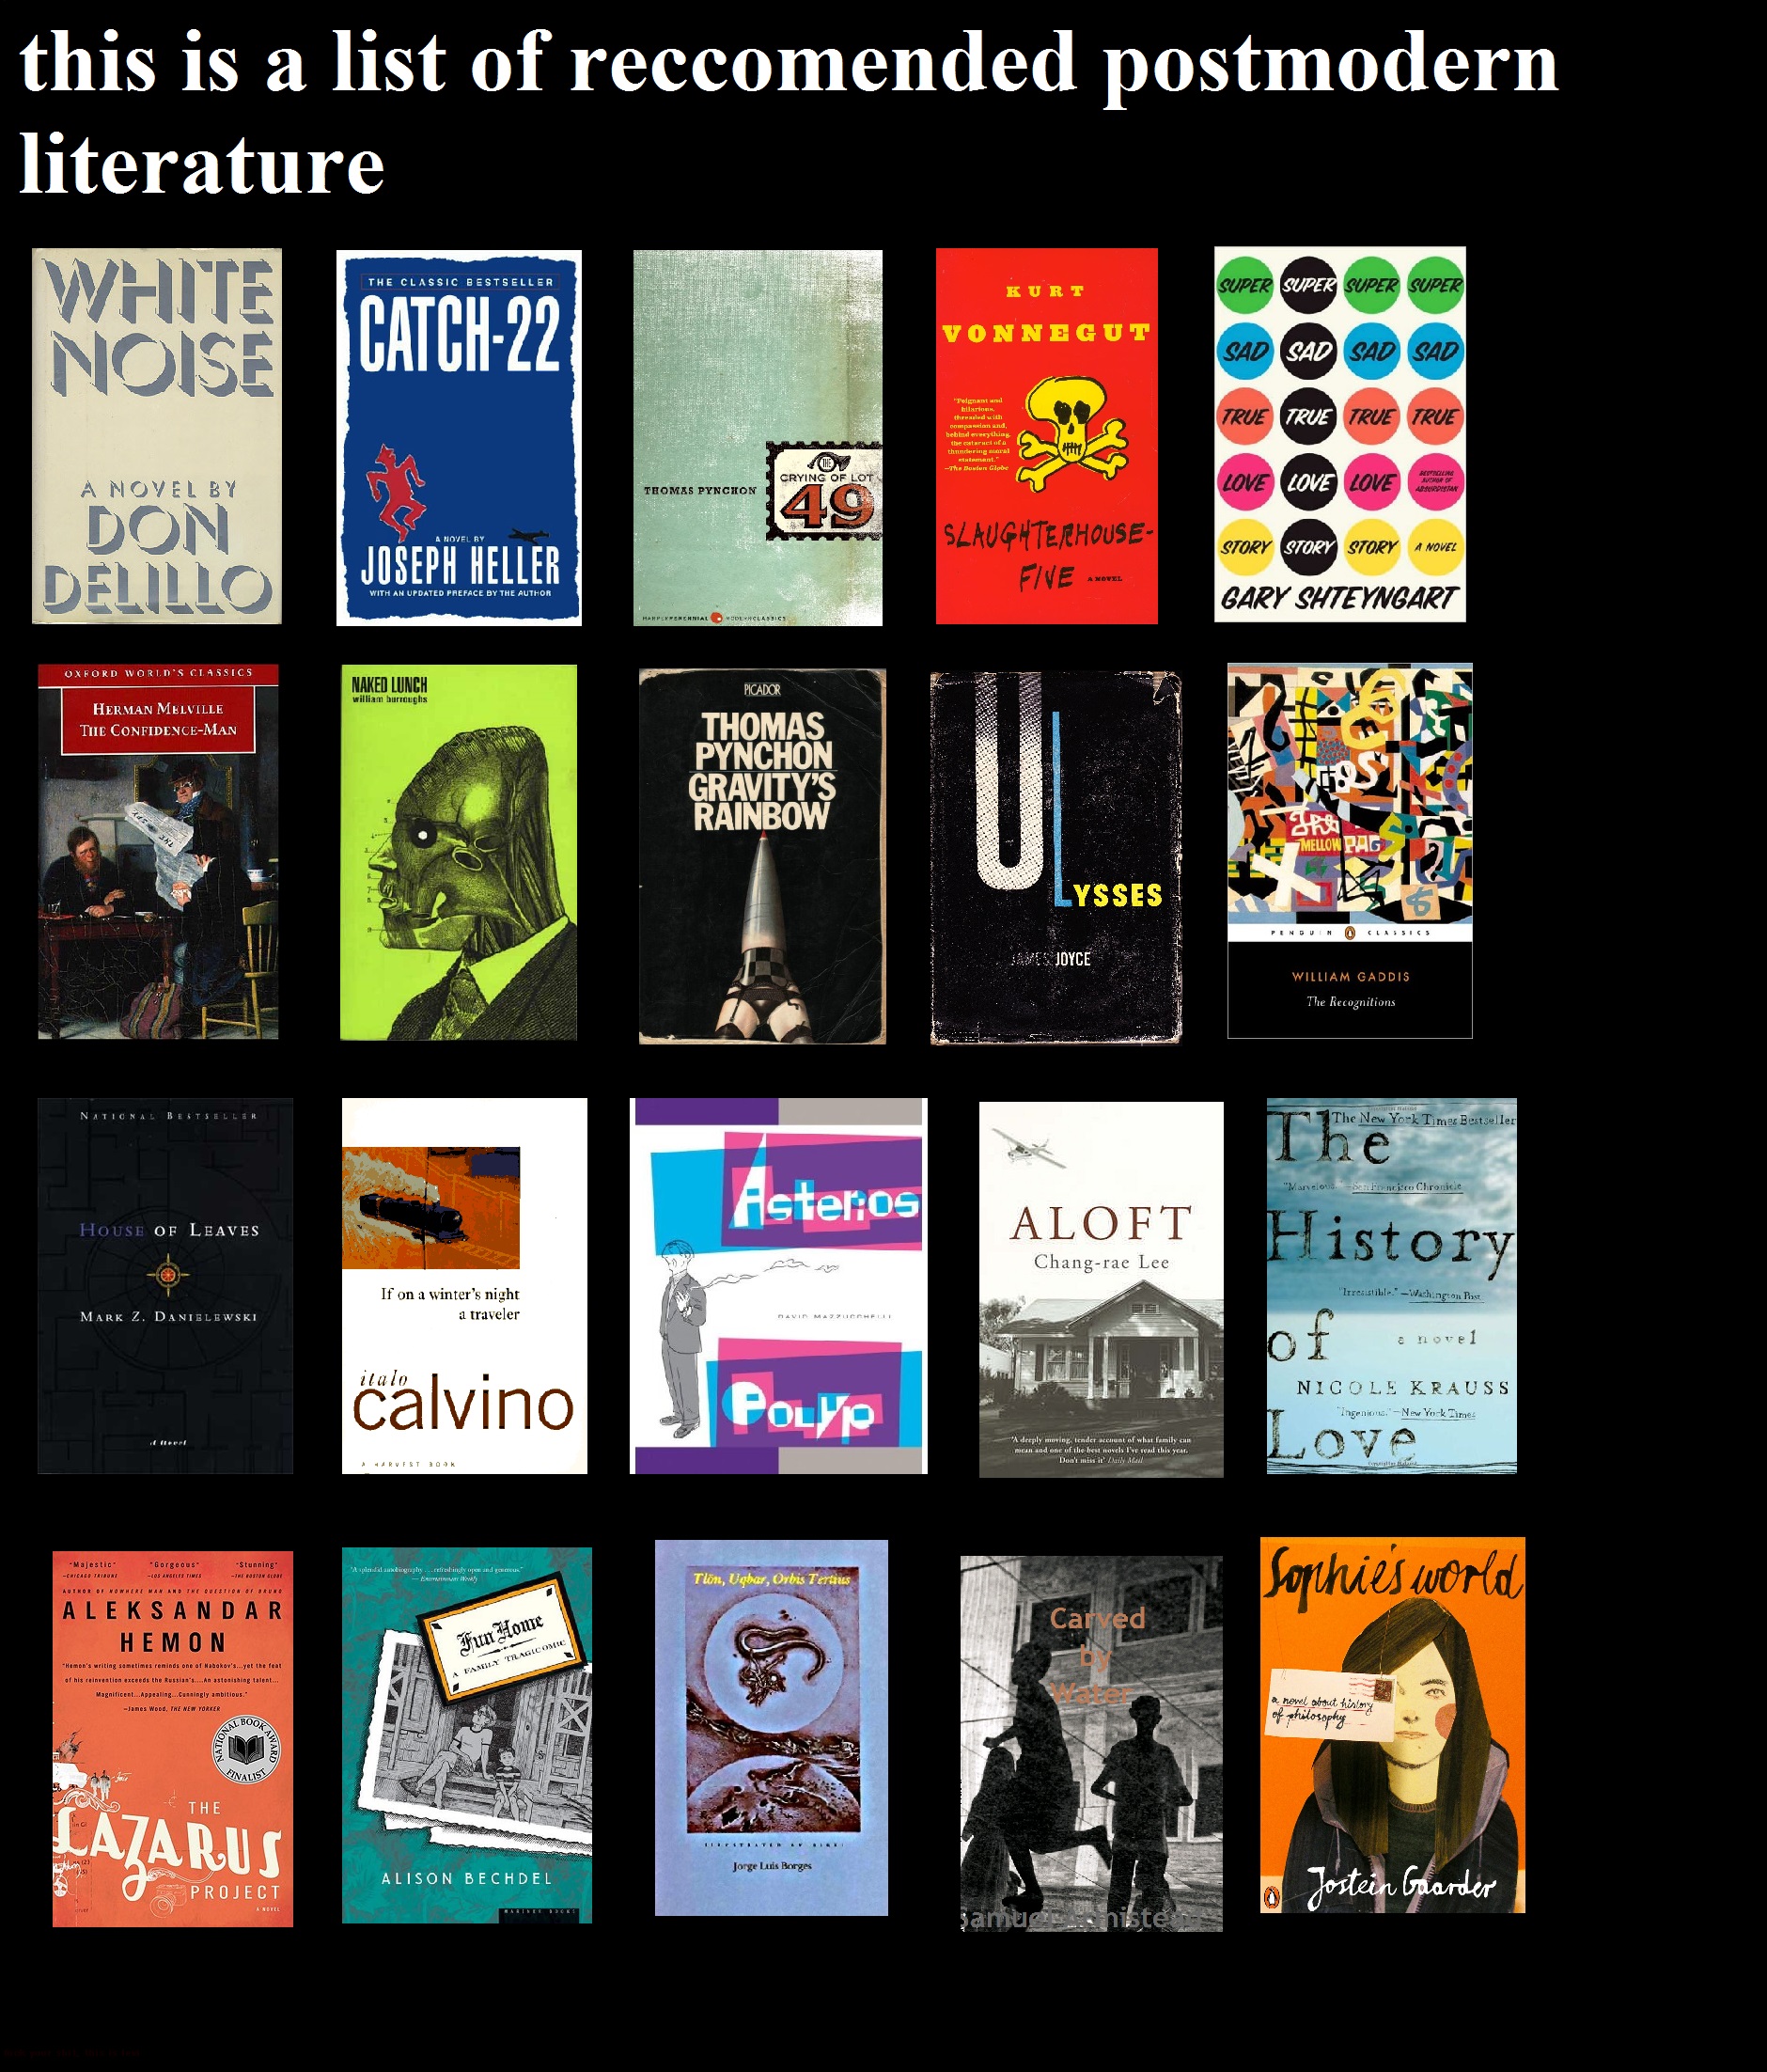 this is a list of reccomended postmodern
literature
WHITE
NOISE
A NOVEL BY
DON
DELILLO
THE CLASSIC BESTSELLER
CATCH-22
A NOVEL BY
JOSEPH HELLER
WITH AN UPDATED PREFACE BY THE AUTHOR
THOMAS PYNCHON
THE
CRYING OF LOT
49
HARPERPERENNIAL MODERNCLASSICS
KURT
VONNEGUT
"Poignant and
hilarious,
threaded with
compassion and,
behind everything,
the cataract of a
thundering moral
statement."
—The Boston Globe
SLAUGHTERHOUSE-
FIVE A NOVEL
SUPER SUPER SUPER SUPER
SAD SAD SAD SAD
TRUE TRUE TRUE TRUE
LOVE LOVE LOVE BESTSELLING AUTHOR OF ABSURDISTAN
STORY STORY STORY A NOVEL
GARY SHTEYNGART
OXFORD WORLD'S CLASSICS
HERMAN MELVILLE
THE CONFIDENCE-MAN
NAKED LUNCH
william burroughs
PICADOR
THOMAS
PYNCHON
GRAVITY'S
RAINBOW
ULYSSES
JAMES JOYCE
MELLOW PAG
PENGUIN CLASSICS
WILLIAM GADDIS
The Recognitions
NATIONAL BESTSELLER
HOUSE OF LEAVES
MARK Z. DANIELEWSKI
A Novel
If on a winter's night
a traveler
italo
calvino
A HARVEST BOOK
Asterios
DAVID MAZZUCCHELLI
Polyp
ALOFT
Chang-rae Lee
'A deeply moving, tender account of what family can
mean and one of the best novels I've read this year.
Don't miss it' Daily Mail
The New York Times Bestseller
The
"Marvelous." —San Francisco Chronicle
History
"Irresistible." —Washington Post
of a novel
NICOLE KRAUSS
"Ingenious." —New York Times
Love
"Majestic" "Gorgeous" "Stunning"
—CHICAGO TRIBUNE —LOS ANGELES TIMES —THE BOSTON GLOBE
AUTHOR OF NOWHERE MAN AND THE QUESTION OF BRUNO
ALEKSANDAR
HEMON
"Hemon's writing sometimes reminds one of Nabokov's...yet the feat
of his reinvention exceeds the Russian's....An astonishing talent...
Magnificent...Appealing...Cunningly ambitious."
—James Wood, THE NEW YORKER
NATIONAL BOOK AWARD
FINALIST
THE
LAZARUS
PROJECT
A NOVEL
"A splendid autobiography . . . refreshingly open and generous."
— Entertainment Weekly
Fun Home
A FAMILY TRAGICOMIC
ALISON BECHDEL
MARINER BOOKS
Tlön, Uqbar, Orbis Tertius
Jorge Luis Borges
Carved
by
Water
Sophie's world
a novel about history
of philosophy
Jostein Gaarder